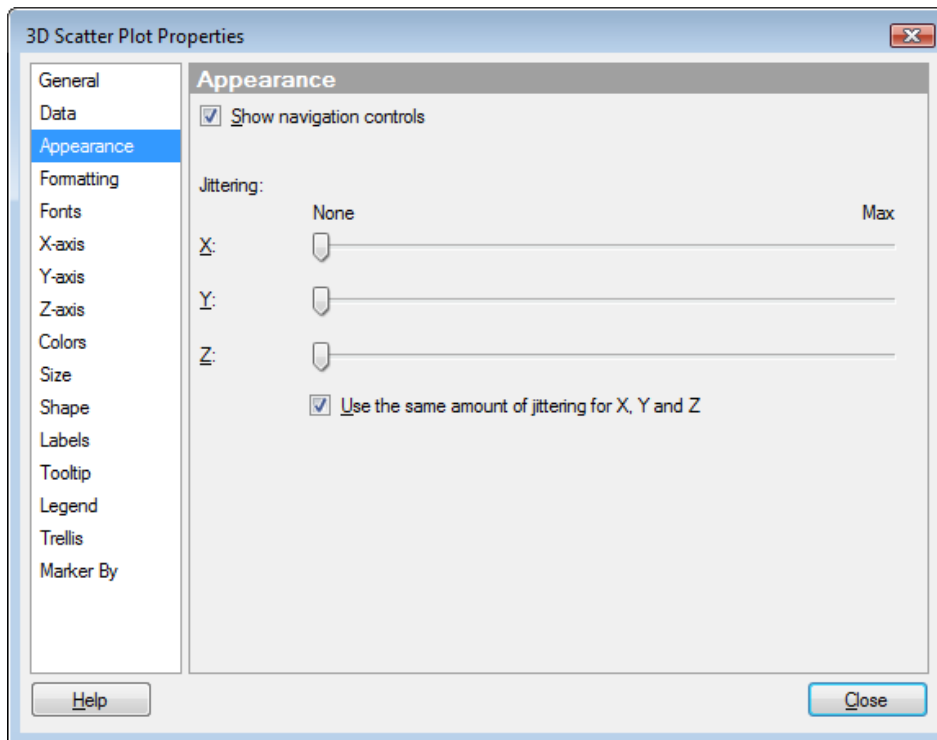 3D Scatter Plot Properties
General
Data
Appearance
Formatting
Fonts
X-axis
Y-axis
Z-axis
Colors
Size
Shape
Labels
Tooltip
Legend
Trellis
Marker By
Appearance
Show navigation controls
Jittering:
None Max
X:
Y:
Z:
Use the same amount of jittering for X, Y and Z
Help Close